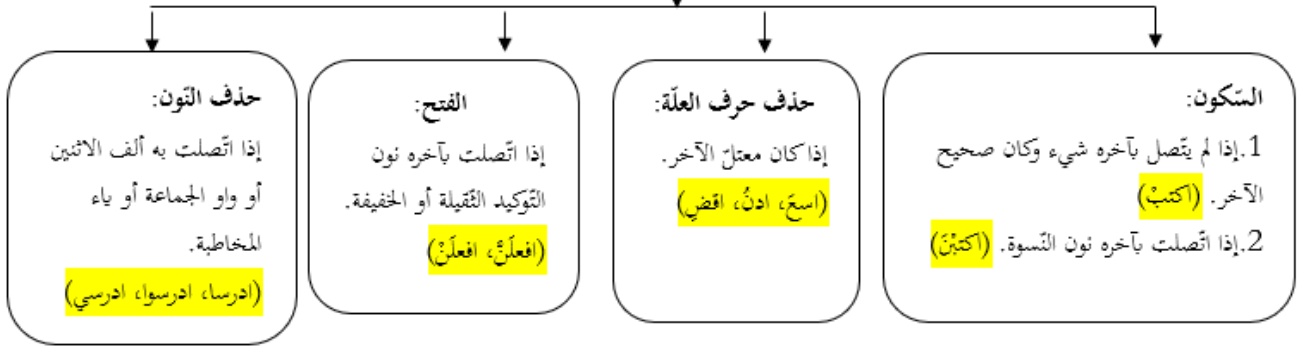 السّكون:
1.إذا لم يتّصل بآخره شيء وكان صحيح
الآخر. (اكتبْ)
2.إذا اتّصلت بآخره نون النّسوة. (اكتبْنَ)
حذف حرف العلّة:
إذا كان معتلّ الآخر.
(اسعَ، ادنُ، اقضِ)
الفتح:
إذا اتّصلت بآخره نون
التّوكيد الثّقيلة أو الخفيفة.
(افعلَنَّ، افعلَنْ)
حذف النّون:
إذا اتّصلت به ألف الاثنين
أو واو الجماعة أو ياء
المخاطبة.
(ادرسا، ادرسوا، ادرسي)